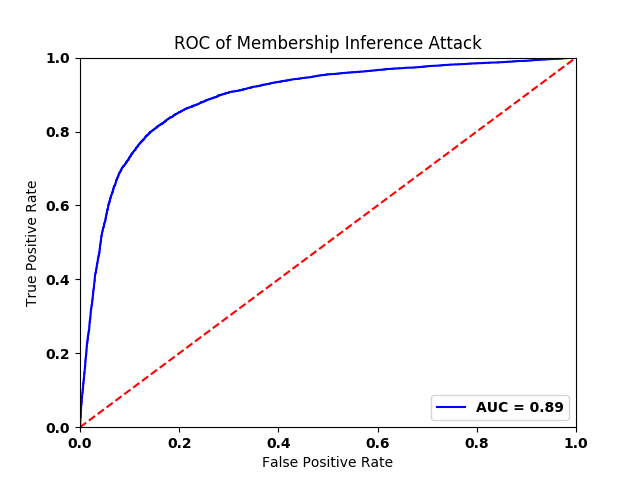 ROC of Membership Inference Attack
1.0
0.8
0.6
0.4
0.2
0.0
True Positive Rate
AUC = 0.89
0.0 0.2 0.4 0.6 0.8 1.0
False Positive Rate